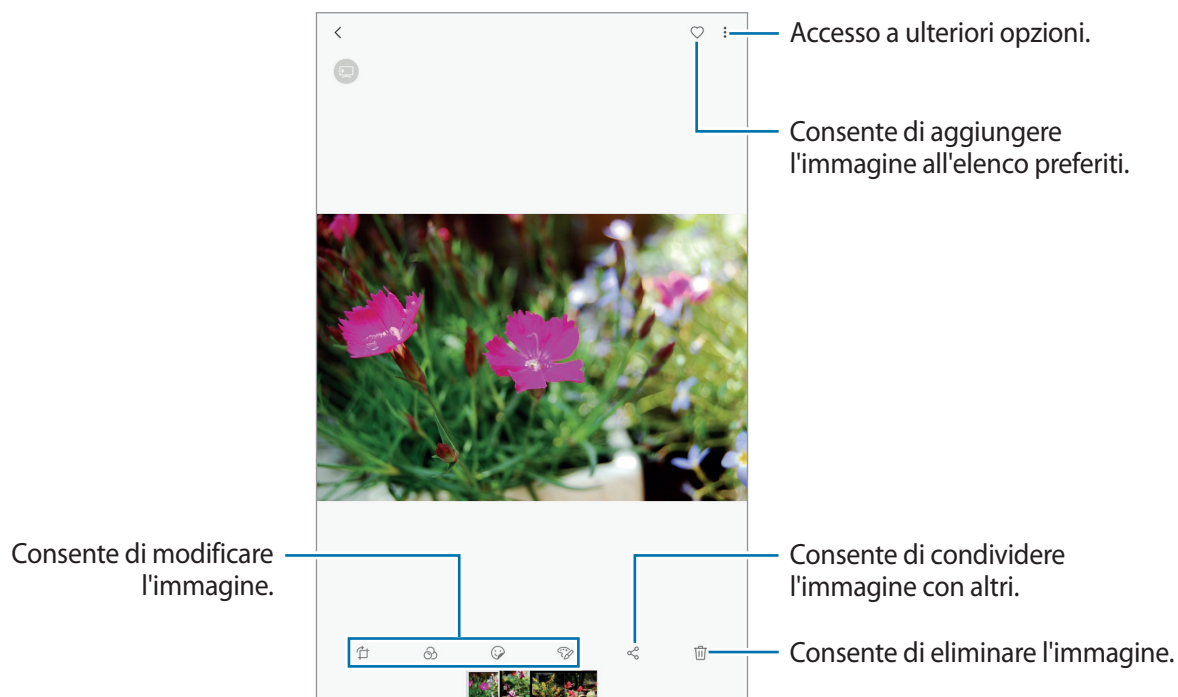 Accesso a ulteriori opzioni.
Consente di aggiungere
l'immagine all'elenco preferiti.
Consente di modificare
l'immagine.
Consente di condividere
l'immagine con altri.
Consente di eliminare l'immagine.